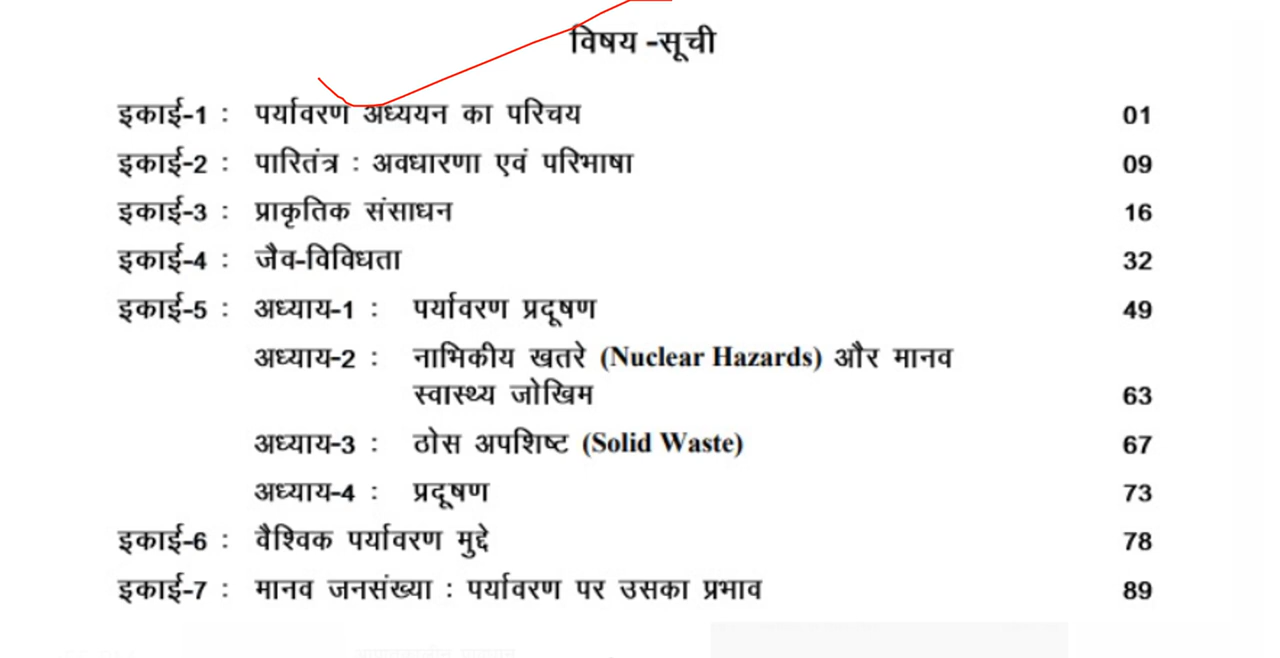 विषय -सूची
इकाई-1 : पर्यावरण अध्ययन का परिचय 01
इकाई-2 : पारितंत्र : अवधारणा एवं परिभाषा 09
इकाई-3 : प्राकृतिक संसाधन 16
इकाई-4 : जैव-विविधता 32
इकाई-5 : अध्याय-1 : पर्यावरण प्रदूषण 49
अध्याय-2 : नाभिकीय खतरे (Nuclear Hazards) और मानव
स्वास्थ्य जोखिम 63
अध्याय-3 : ठोस अपशिष्ट (Solid Waste) 67
अध्याय-4 : प्रदूषण 73
इकाई-6 : वैश्विक पर्यावरण मुद्दे 78
इकाई-7 : मानव जनसंख्या : पर्यावरण पर उसका प्रभाव 89